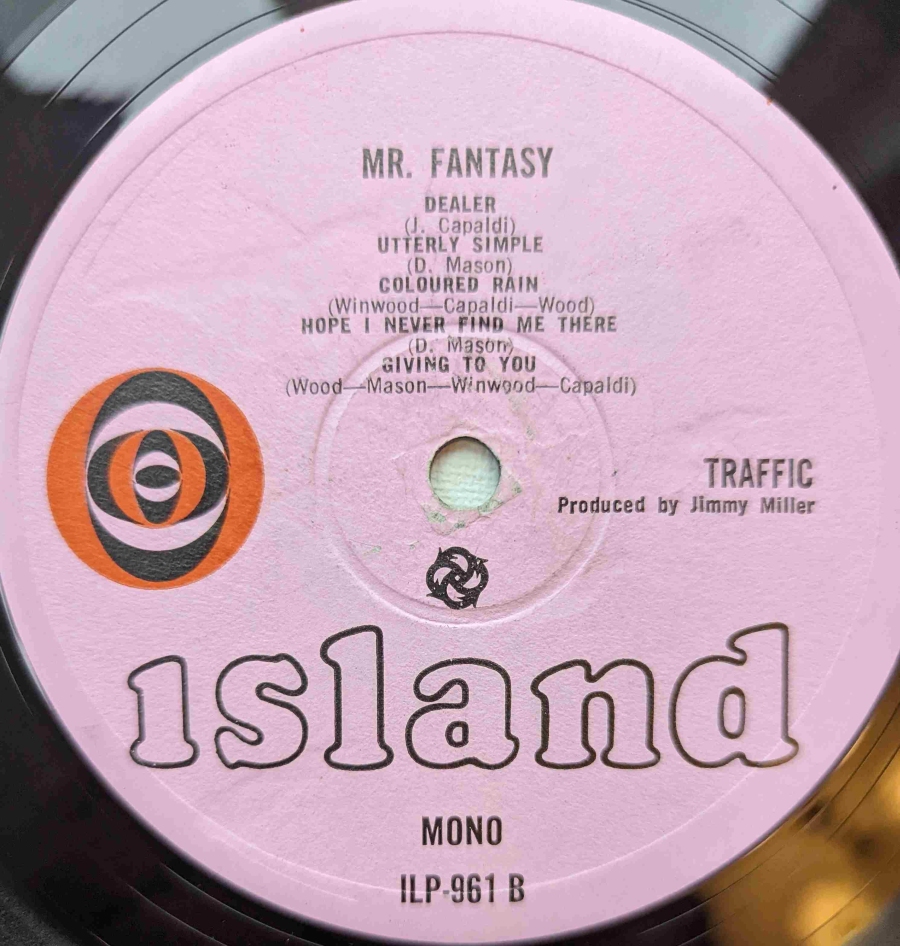 MR. FANTASY
DEALER
(J. Capaldi)
UTTERLY SIMPLE
(D. Mason)
COLOURED RAIN
(Winwood—Capaldi—Wood)
HOPE I NEVER FIND ME THERE
(D. Mason)
GIVING TO YOU
(Wood—Mason—Winwood—Capaldi)
TRAFFIC
Produced by Jimmy Miller
island
MONO
ILP-961 B